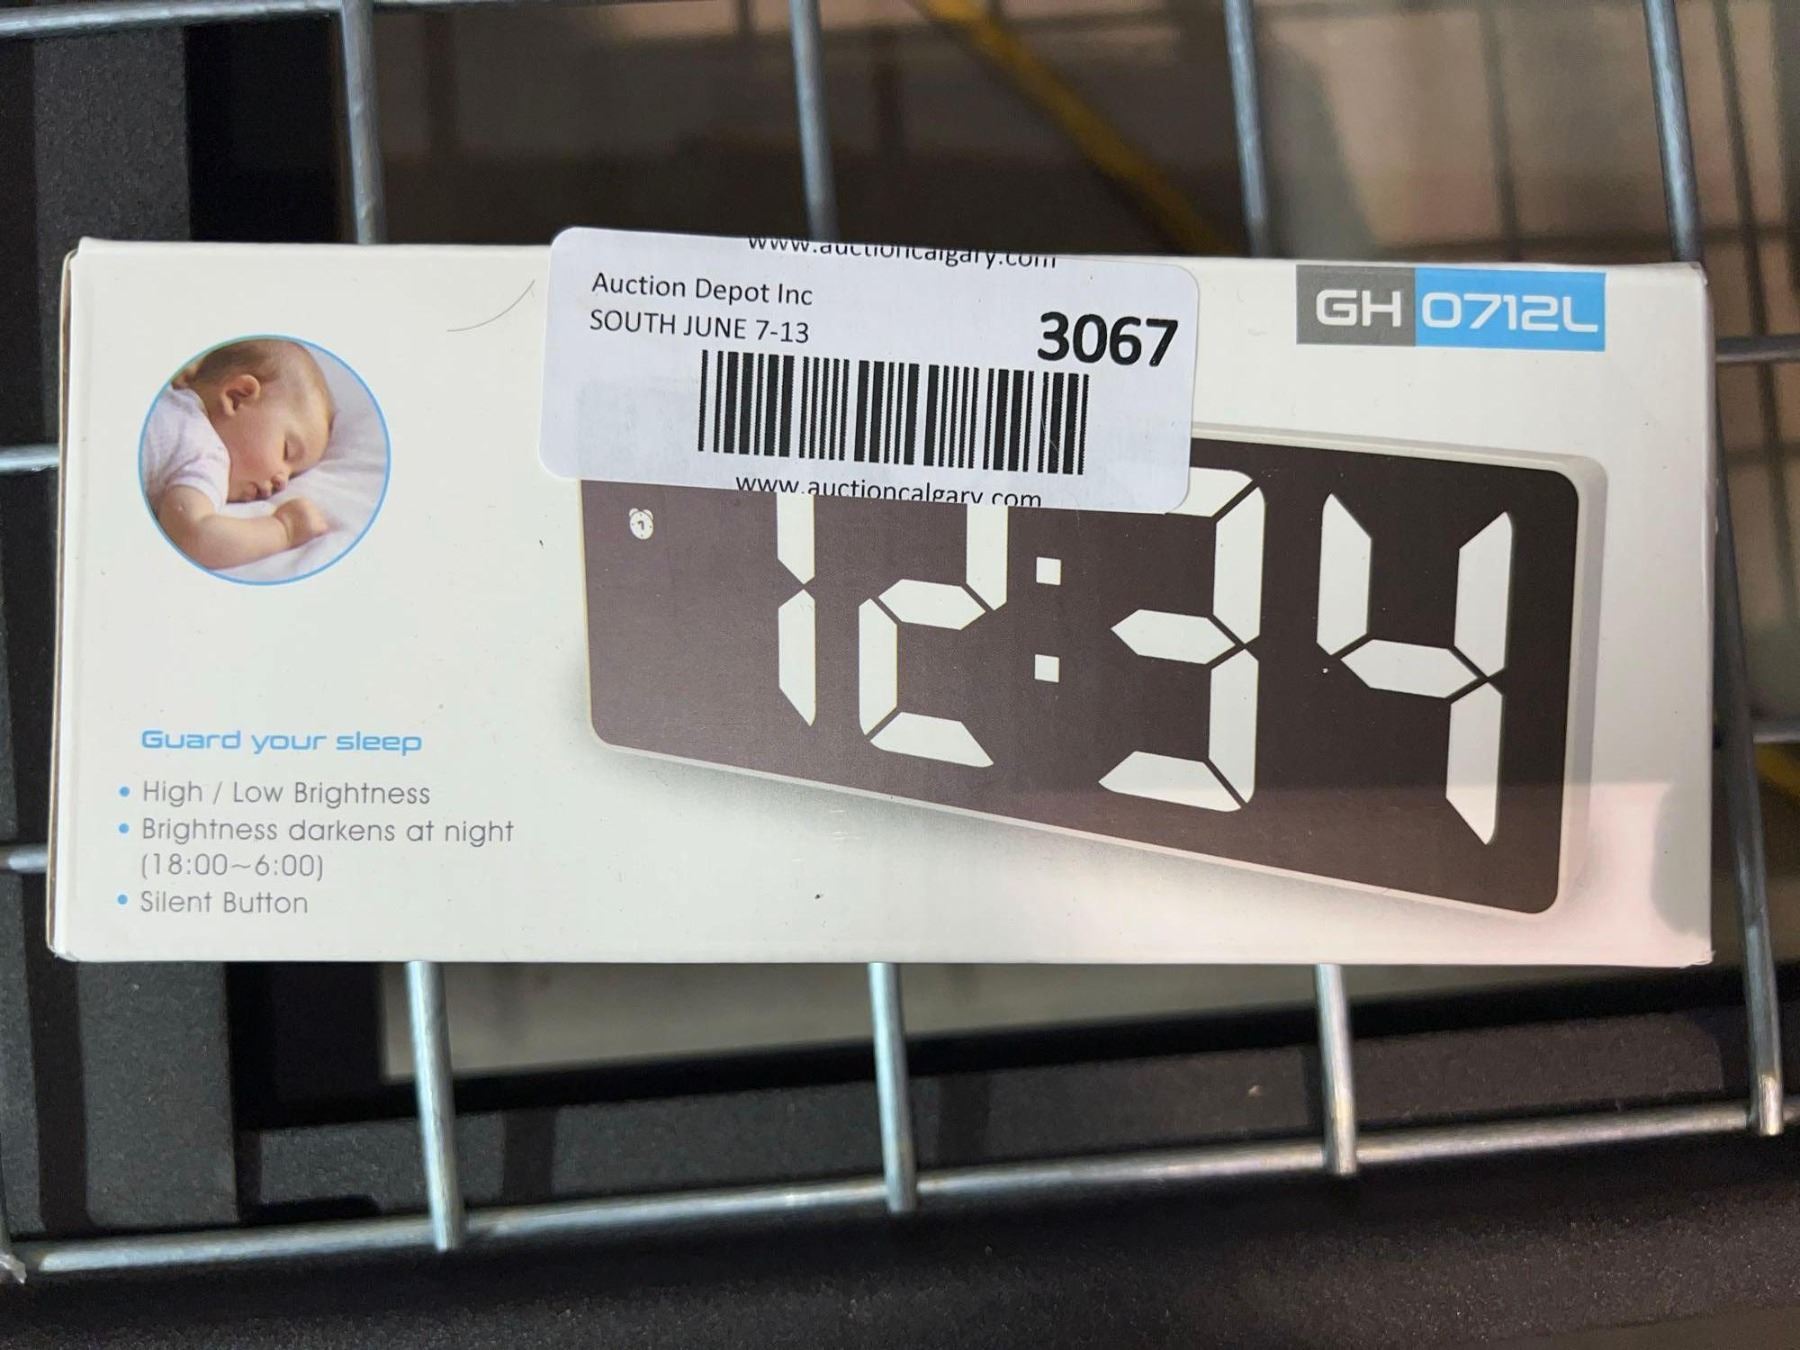 www.auctioncalgary.com
Auction Depot Inc
SOUTH JUNE 7-13
3067
www.auctioncalgary.com
GH 0712L
12:34
Guard your sleep
• High / Low Brightness
• Brightness darkens at night
(18:00~6:00)
• Silent Button